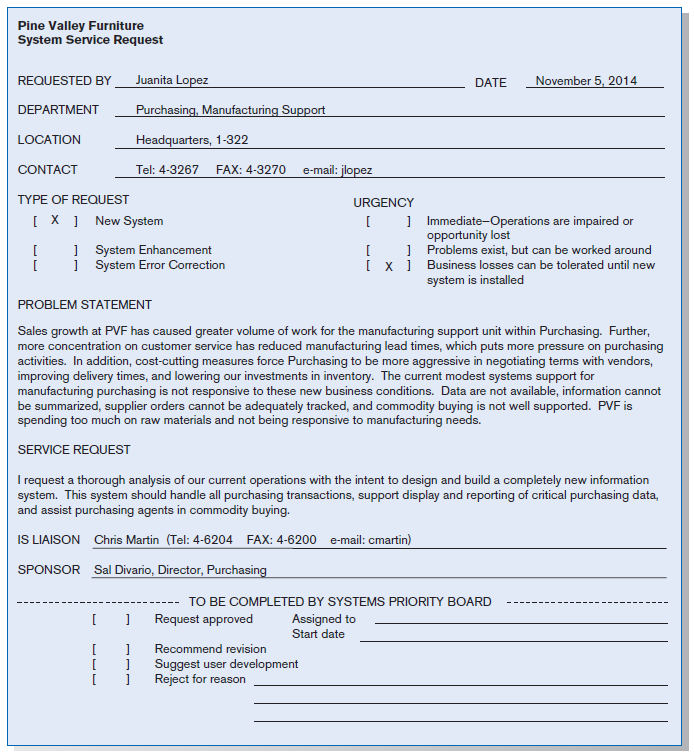 Pine Valley Furniture
System Service Request
REQUESTED BY Juanita Lopez DATE November 5, 2014
DEPARTMENT Purchasing, Manufacturing Support
LOCATION Headquarters, 1-322
CONTACT Tel: 4-3267 FAX: 4-3270 e-mail: jlopez
TYPE OF REQUEST URGENCY
[ X ] New System [ ] Immediate–Operations are impaired or
opportunity lost
[ ] System Enhancement [ ] Problems exist, but can be worked around
[ ] System Error Correction [ X ] Business losses can be tolerated until new
system is installed
PROBLEM STATEMENT
Sales growth at PVF has caused greater volume of work for the manufacturing support unit within Purchasing. Further,
more concentration on customer service has reduced manufacturing lead times, which puts more pressure on purchasing
activities. In addition, cost-cutting measures force Purchasing to be more aggressive in negotiating terms with vendors,
improving delivery times, and lowering our investments in inventory. The current modest systems support for
manufacturing purchasing is not responsive to these new business conditions. Data are not available, information cannot
be summarized, supplier orders cannot be adequately tracked, and commodity buying is not well supported. PVF is
spending too much on raw materials and not being responsive to manufacturing needs.
SERVICE REQUEST
I request a thorough analysis of our current operations with the intent to design and build a completely new information
system. This system should handle all purchasing transactions, support display and reporting of critical purchasing data,
and assist purchasing agents in commodity buying.
IS LIAISON Chris Martin (Tel: 4-6204 FAX: 4-6200 e-mail: cmartin)
SPONSOR Sal Divario, Director, Purchasing
TO BE COMPLETED BY SYSTEMS PRIORITY BOARD
[ ] Request approved Assigned to
Start date
[ ] Recommend revision
[ ] Suggest user development
[ ] Reject for reason